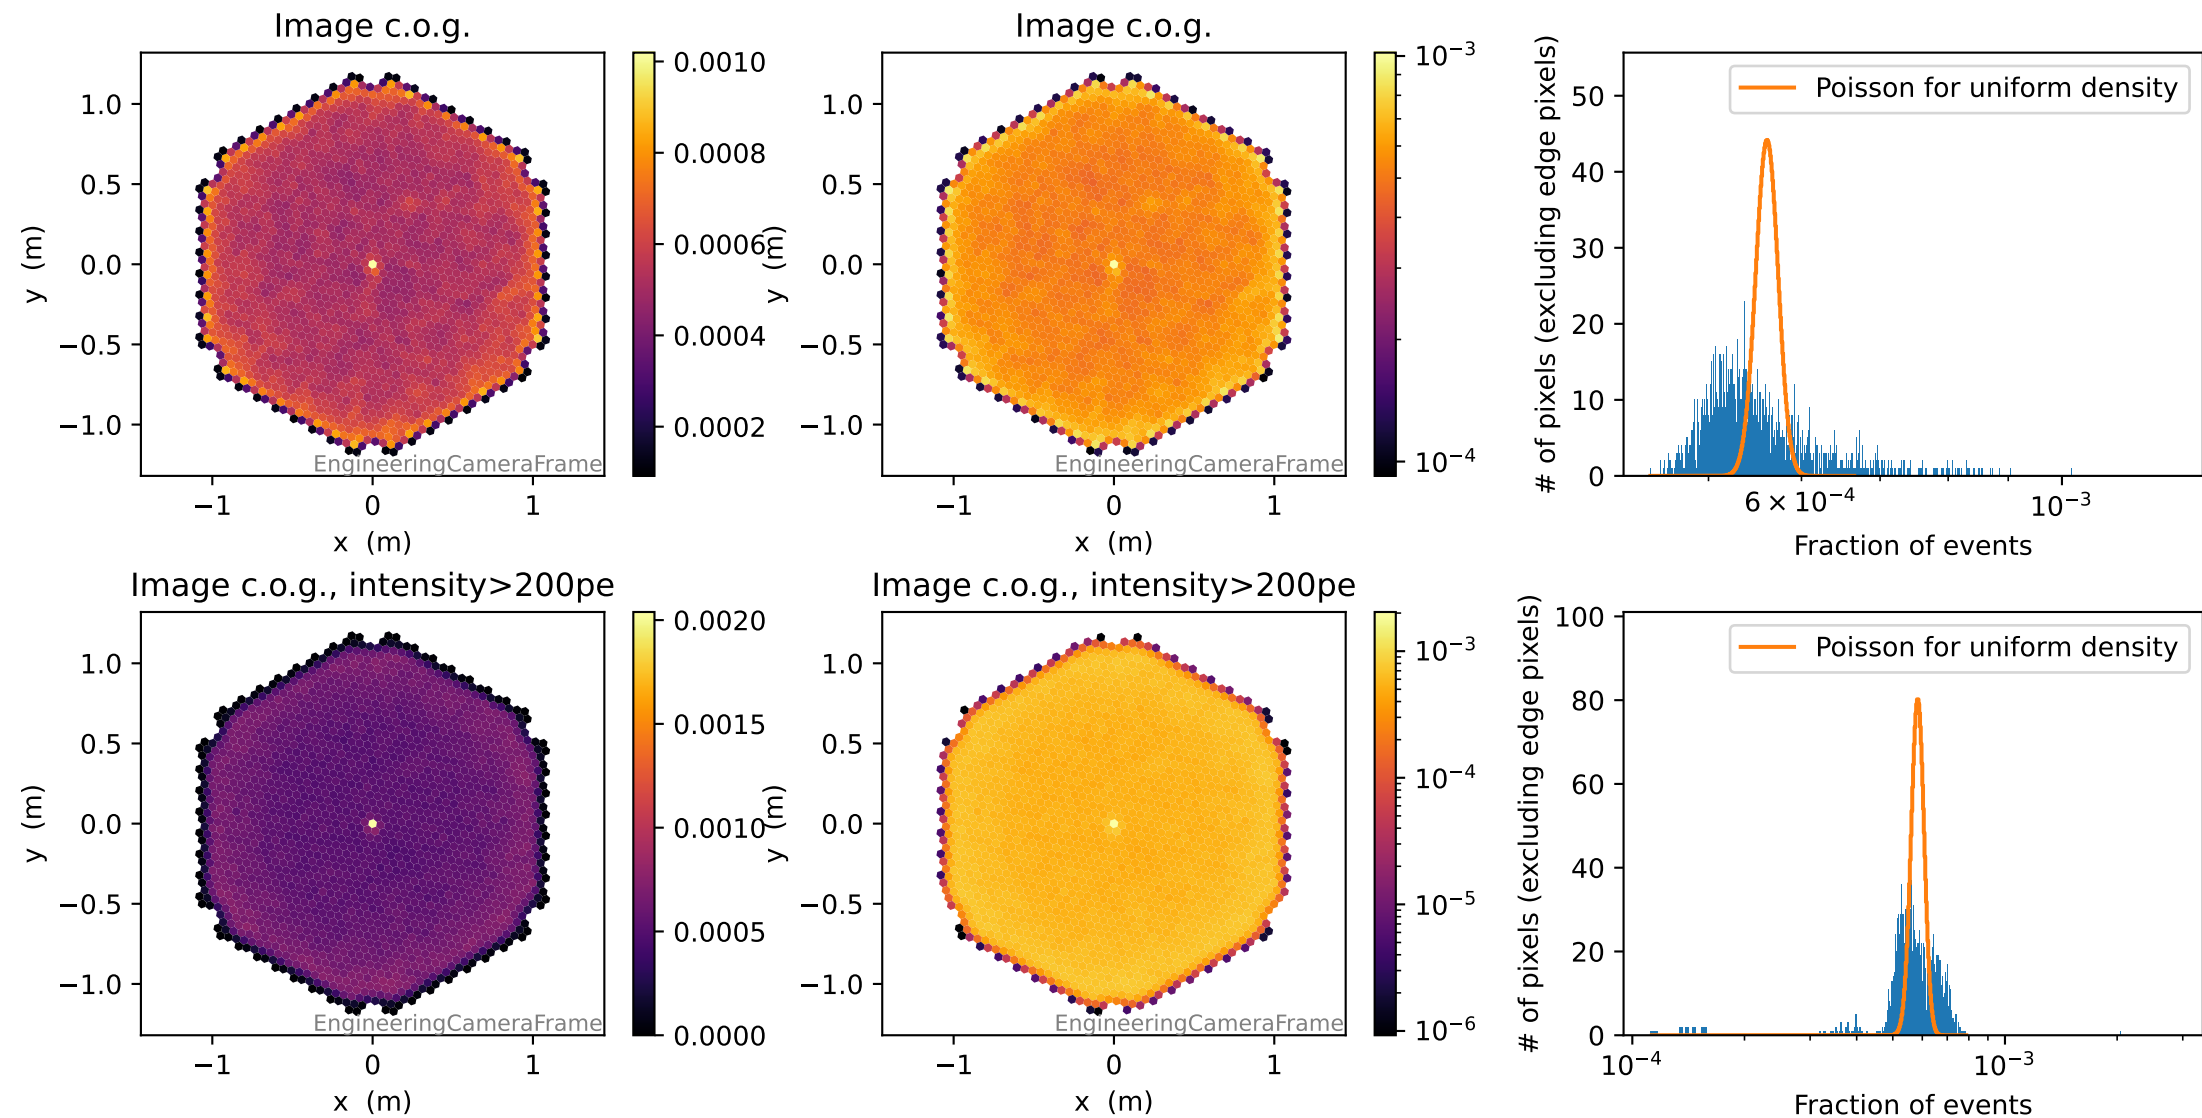 Image c.o.g.
1.0
0.5
0.0
−0.5
−1.0
y (m)
−1
0
1
x (m)
EngineeringCameraFrame
0.0010
0.0008
0.0006
0.0004
0.0002
Image c.o.g.
1.0
0.5
0.0
−0.5
−1.0
y (m)
−1
0
1
x (m)
EngineeringCameraFrame
10⁻³
10⁻⁴
# of pixels (excluding edge pixels)
50
40
30
20
10
0
Poisson for uniform density
6 × 10⁻⁴
10⁻³
Fraction of events
Image c.o.g., intensity>200pe
1.0
0.5
0.0
−0.5
−1.0
y (m)
−1
0
1
x (m)
EngineeringCameraFrame
0.0020
0.0015
0.0010
0.0005
0.0000
Image c.o.g., intensity>200pe
1.0
0.5
0.0
−0.5
−1.0
y (m)
−1
0
1
x (m)
EngineeringCameraFrame
10⁻³
10⁻⁴
10⁻⁵
10⁻⁶
# of pixels (excluding edge pixels)
100
80
60
40
20
0
Poisson for uniform density
10⁻⁴
10⁻³
Fraction of events